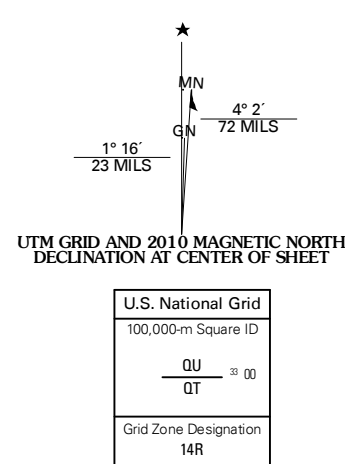 ★
MN
4° 2´
72 MILS
GN
1° 16´
23 MILS
UTM GRID AND 2010 MAGNETIC NORTH
DECLINATION AT CENTER OF SHEET
U.S. National Grid
100,000-m Square ID
QU
33 00
QT
Grid Zone Designation
14R